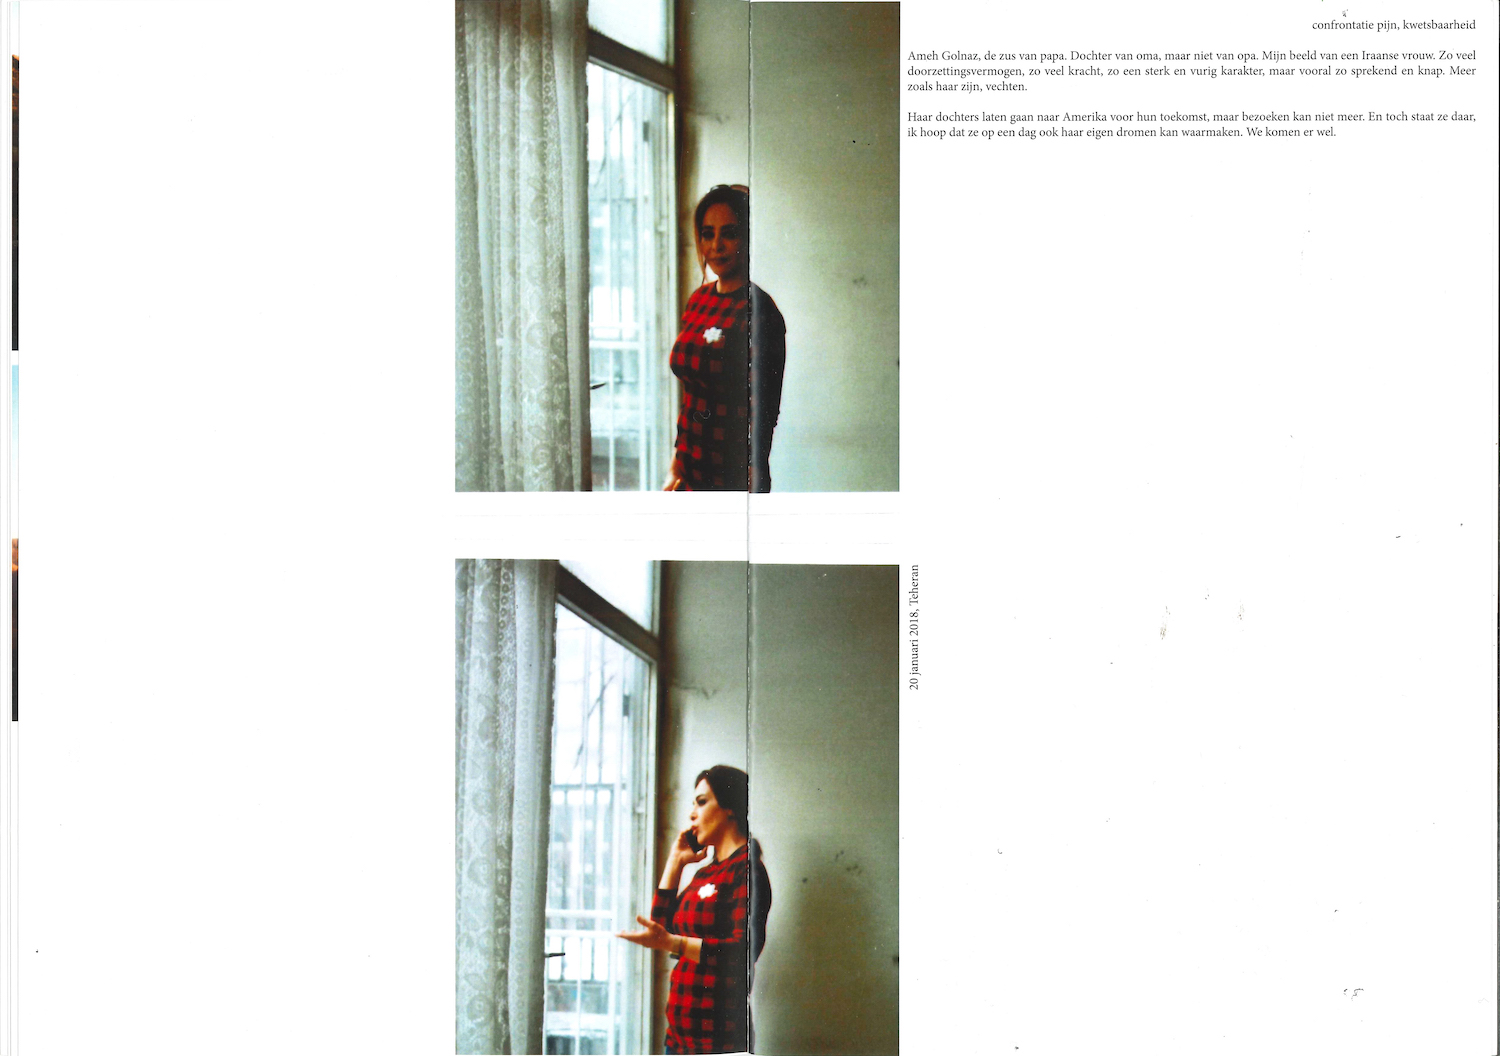 confrontatie pijn, kwetsbaarheid
Ameh Golnaz, de zus van papa. Dochter van oma, maar niet van opa. Mijn beeld van een Iraanse vrouw. Zo veel
doorzettingsvermogen, zo veel kracht, zo een sterk en vurig karakter, maar vooral zo sprekend en knap. Meer
zoals haar zijn, vechten.
Haar dochters laten gaan naar Amerika voor hun toekomst, maar bezoeken kan niet meer. En toch staat ze daar,
ik hoop dat ze op een dag ook haar eigen dromen kan waarmaken. We komen er wel.
20 januari 2018, Teheran